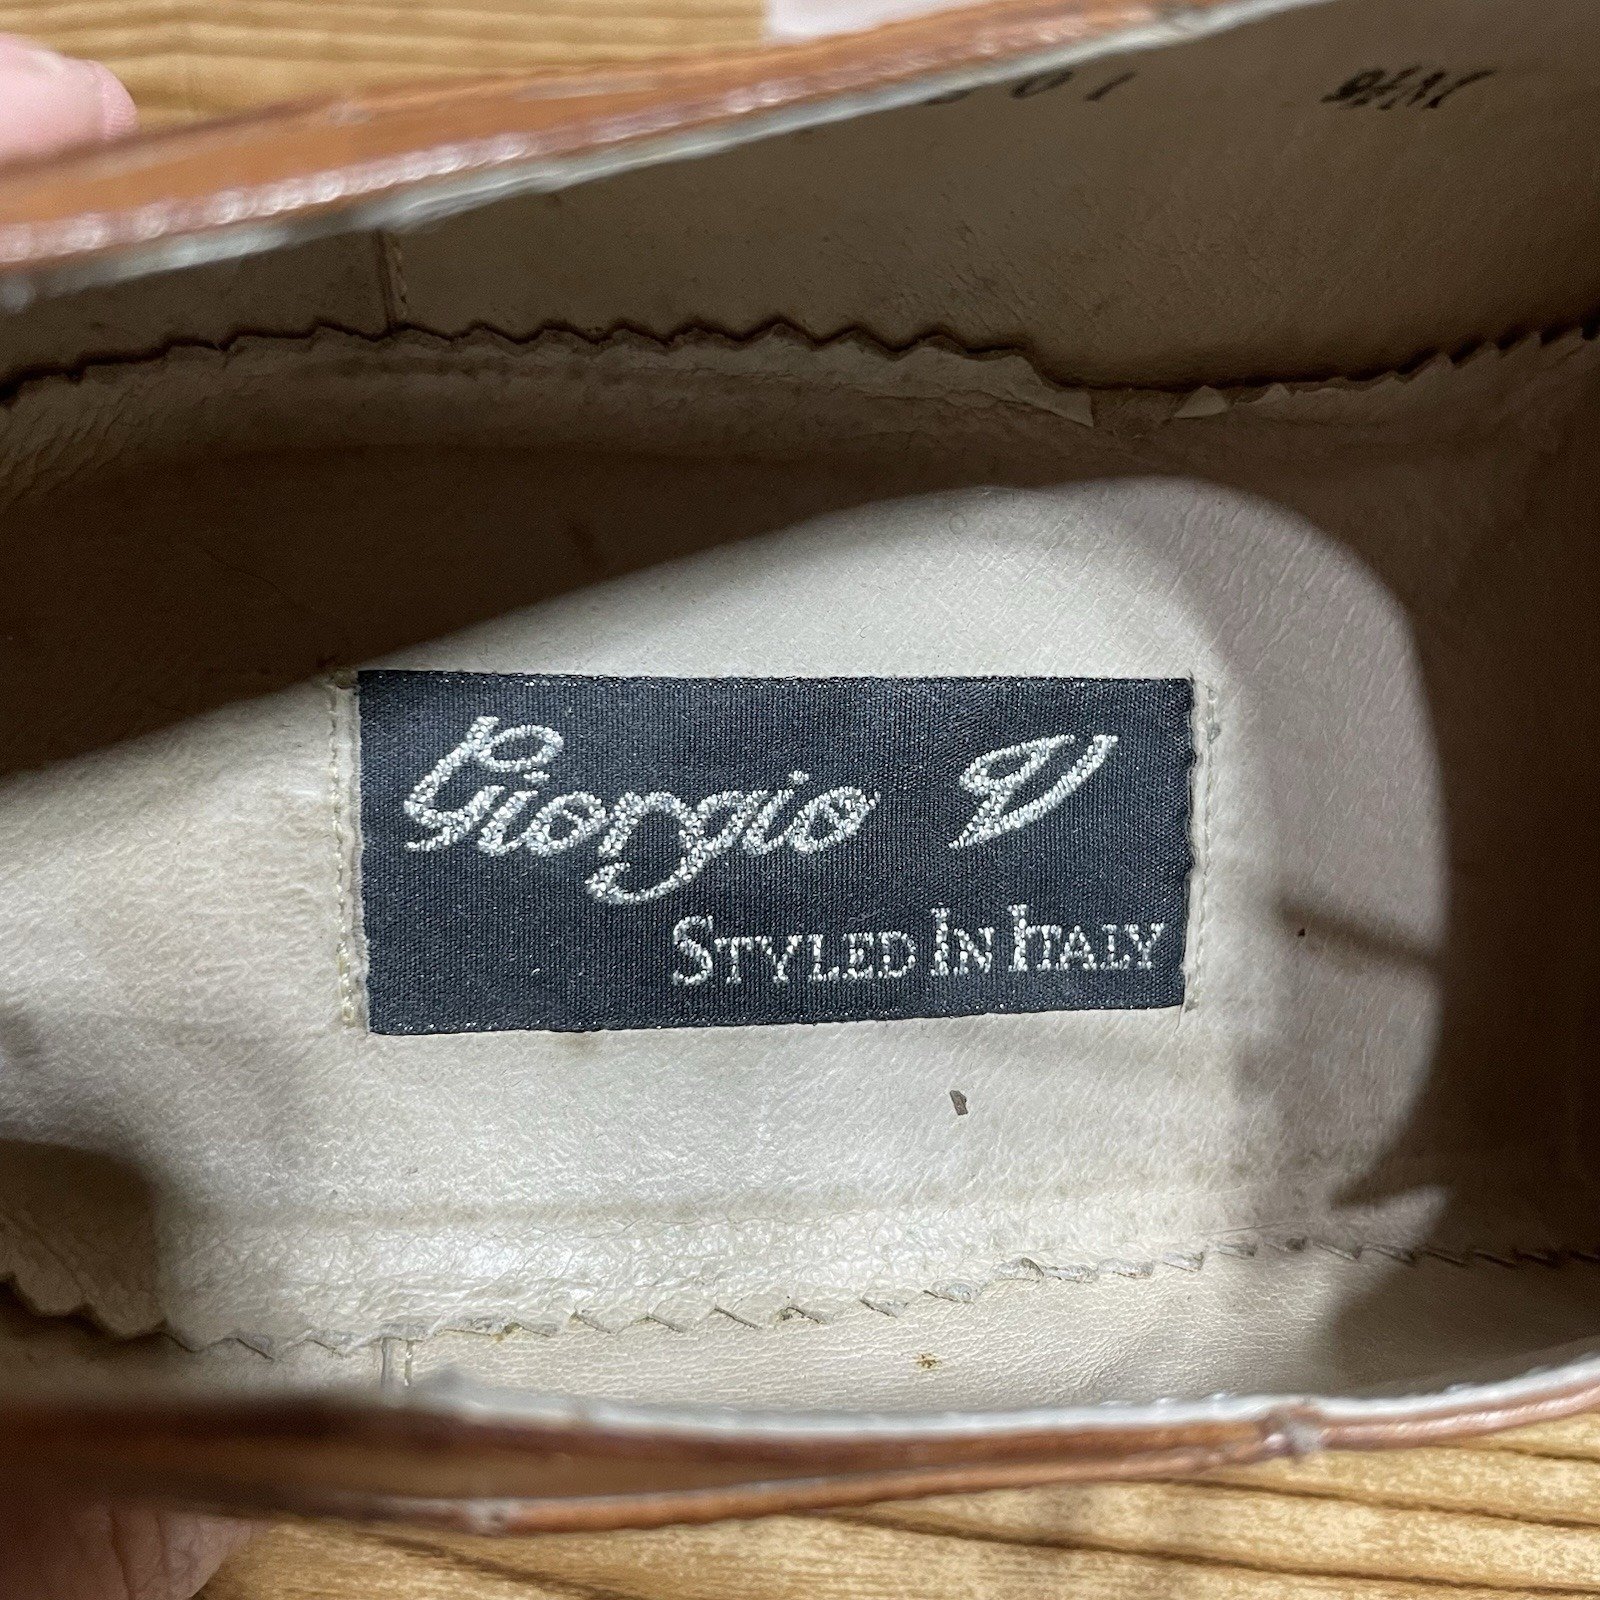 Giorgio V
STYLED IN ITALY